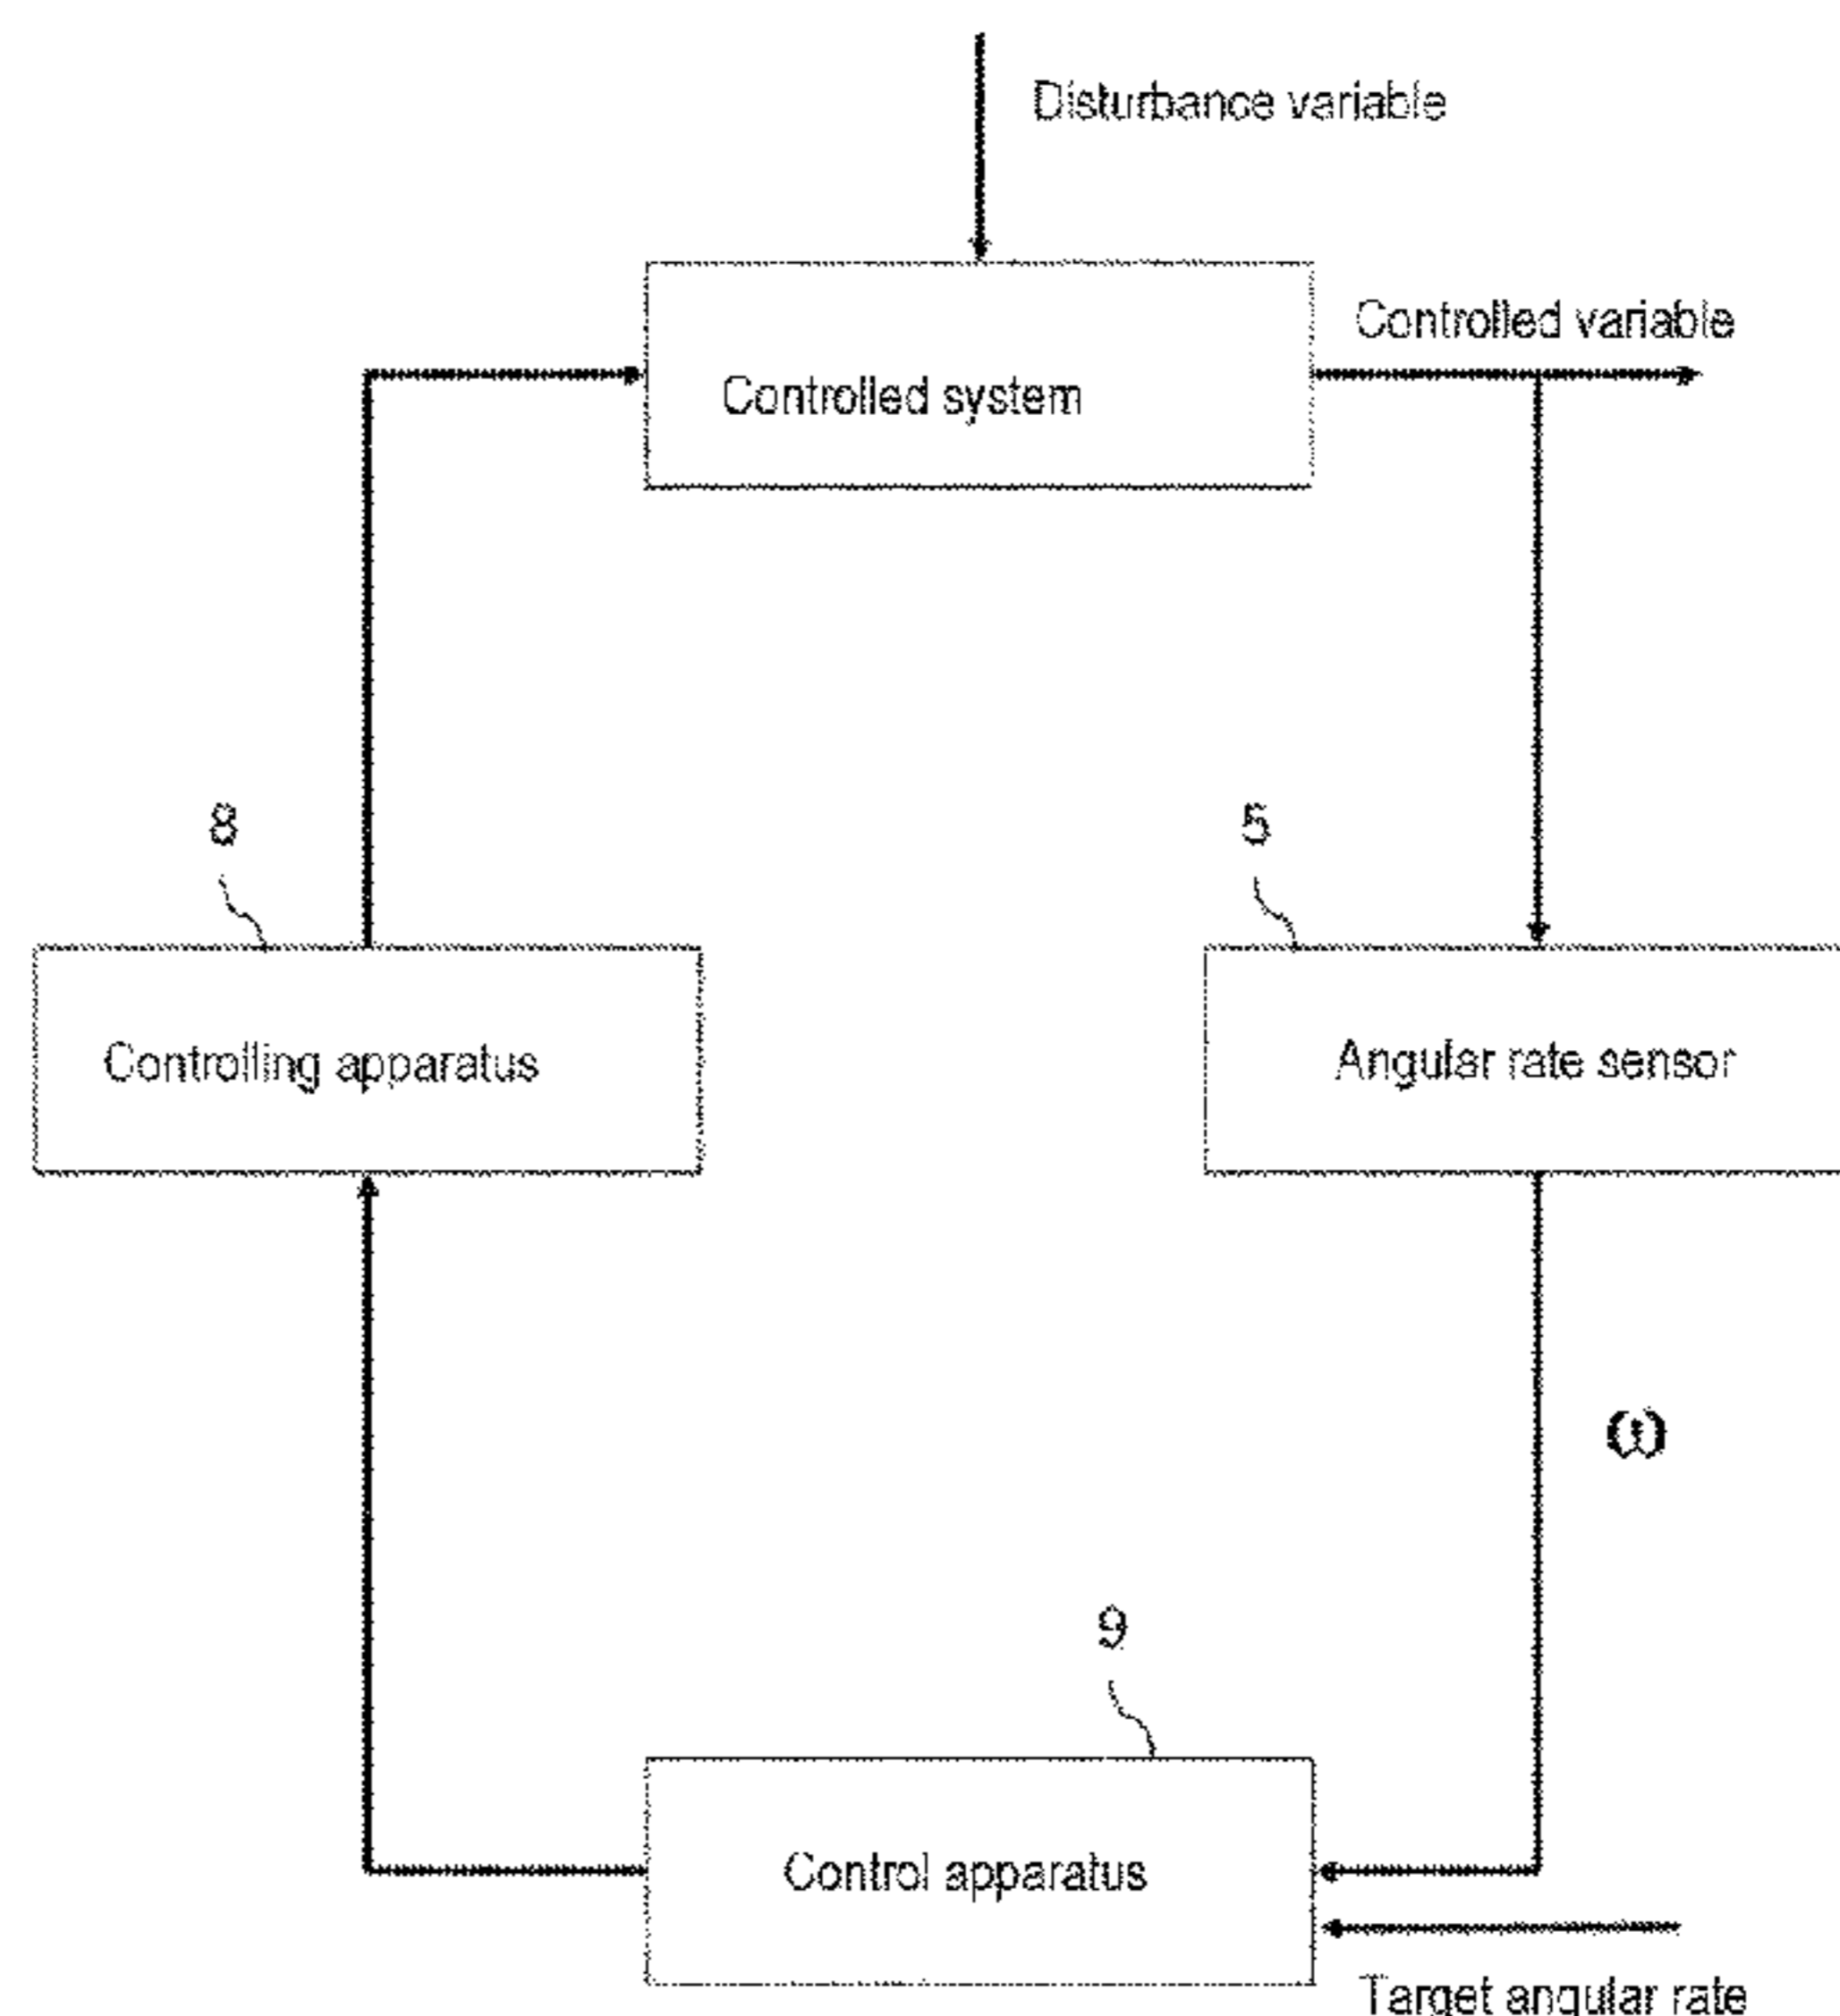 Disturbance variable
Controlled variable
Controlled system
8
5
Controlling apparatus
Angular rate sensor
ω
9
Control apparatus
Target angular rate